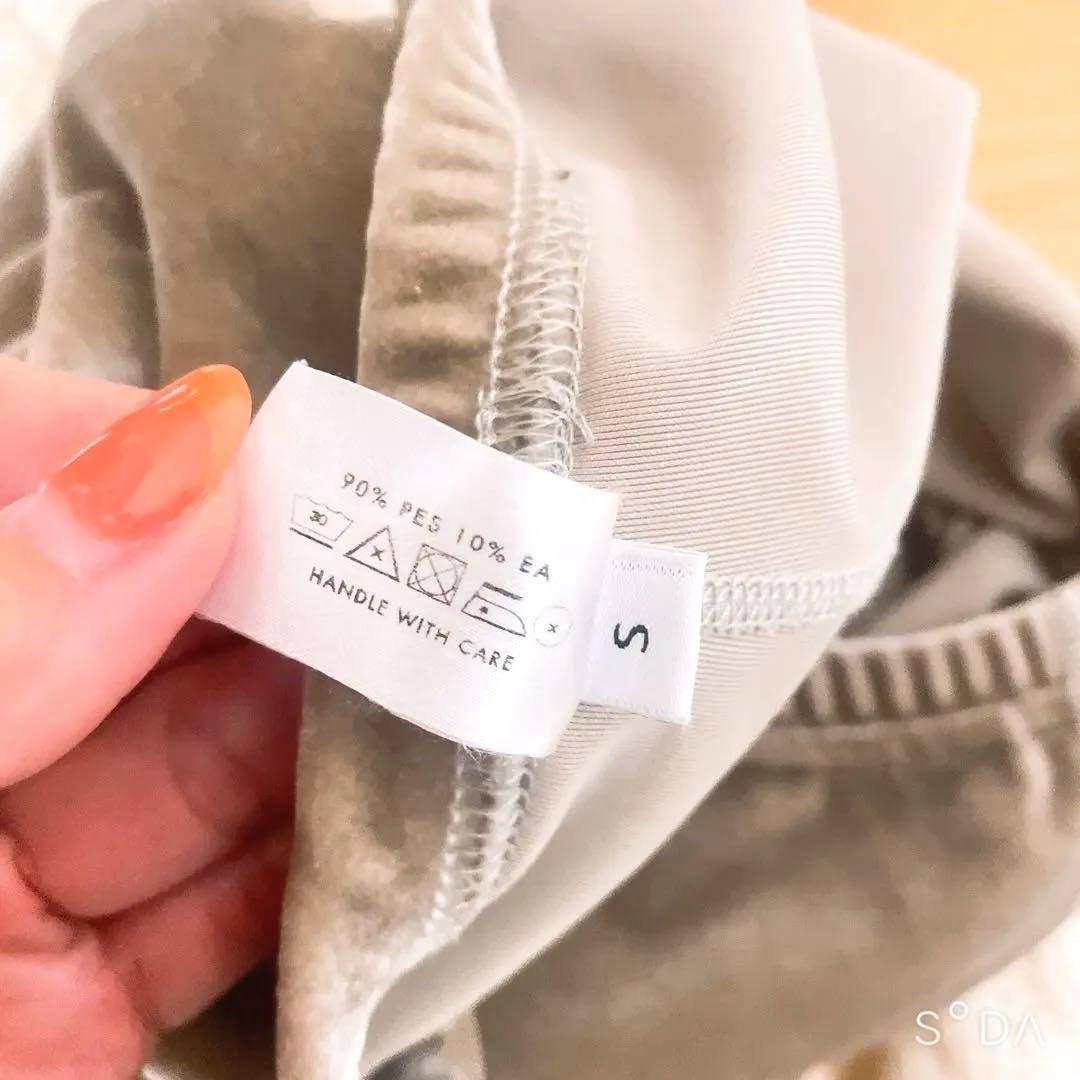 90% PES 10% EA
30
HANDLE WITH CARE
S
S°DA